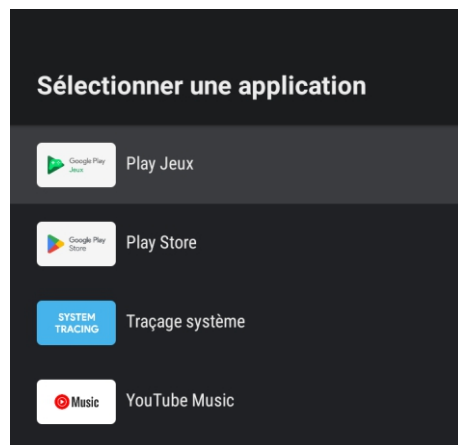 Sélectionner une application
Google Play
Jeux
Play Jeux
Google Play
Store
Play Store
SYSTEM
TRACING
Traçage système
Music
YouTube Music